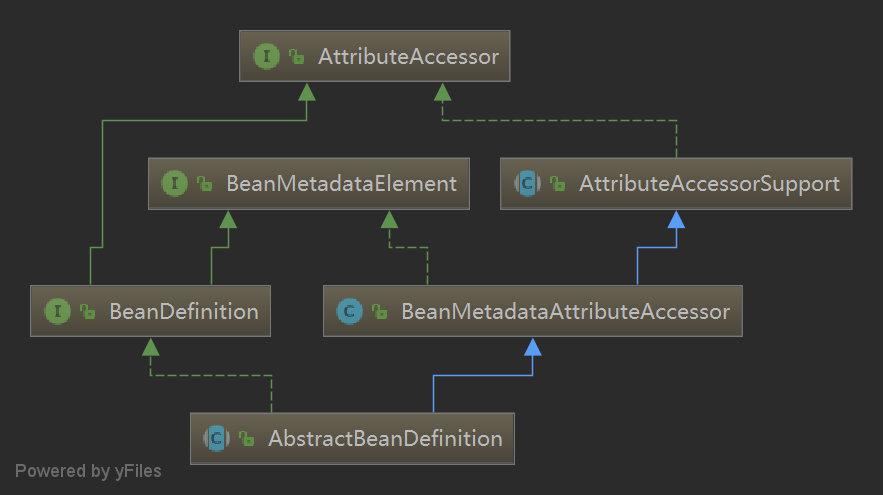 I AttributeAccessor
I BeanMetadataElement
C AttributeAccessorSupport
I BeanDefinition
C BeanMetadataAttributeAccessor
C AbstractBeanDefinition
Powered by yFiles